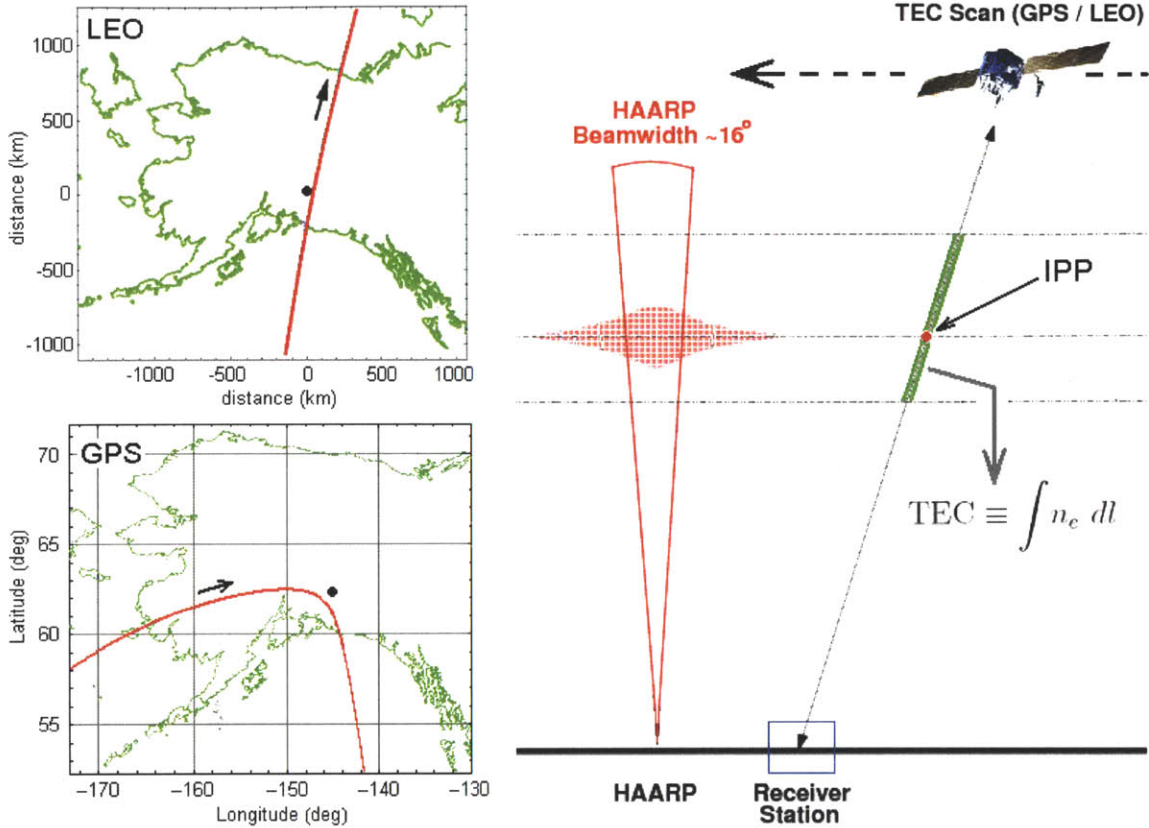 LEO
1000
500
0
-500
-1000
distance (km)
-1000 -500 0 500 1000
distance (km)
GPS
70
65
60
55
Latitude (deg)
−170 −160 −150 −140 −130
Longitude (deg)
TEC Scan (GPS / LEO)
HAARP
Beamwidth ~16°
IPP
TEC ≡ ∫ nₑ dl
HAARP
Receiver
Station